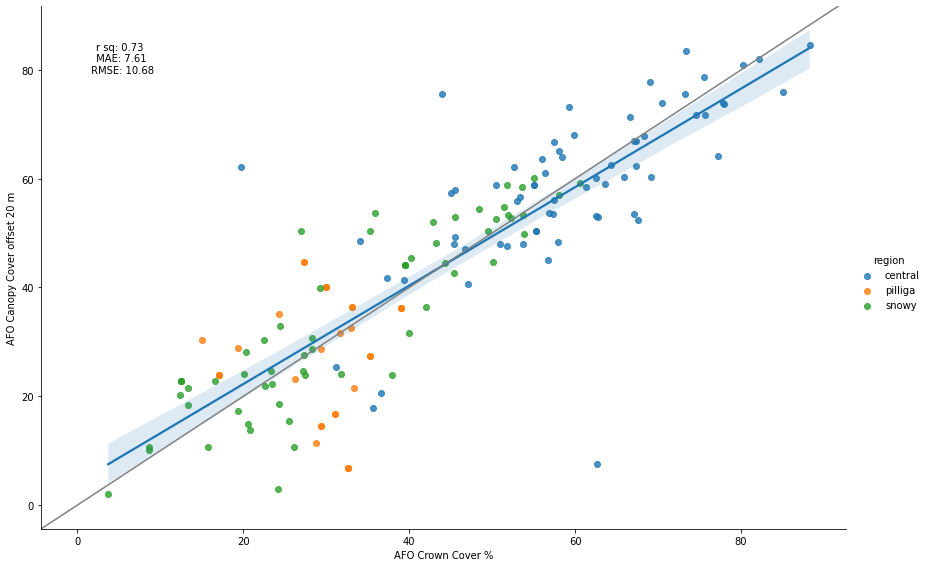 r sq: 0.73
MAE: 7.61
RMSE: 10.68
80
60
40
20
0
AFO Canopy Cover offset 20 m
0
20
40
60
80
AFO Crown Cover %
region
central
pilliga
snowy